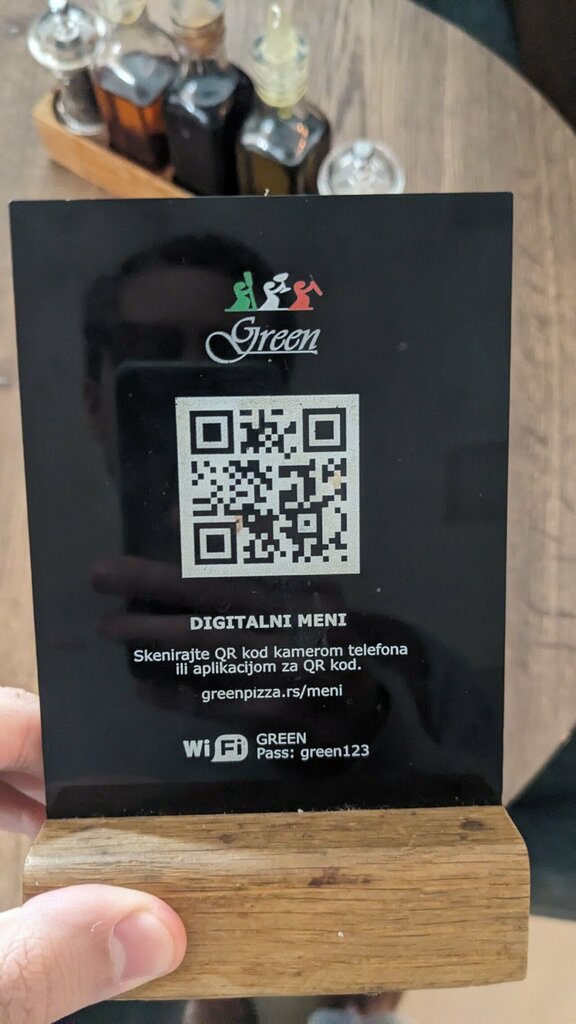 Green
DIGITALNI MENI
Skenirajte QR kod kamerom telefona
ili aplikacijom za QR kod.
greenpizza.rs/meni
WiFi GREEN
Pass: green123